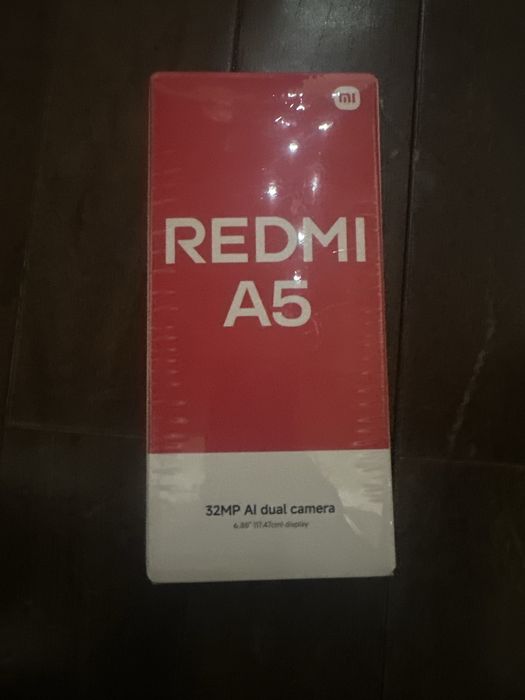 mi
REDMI
A5
32MP AI dual camera
6.88" (17.47cm) display